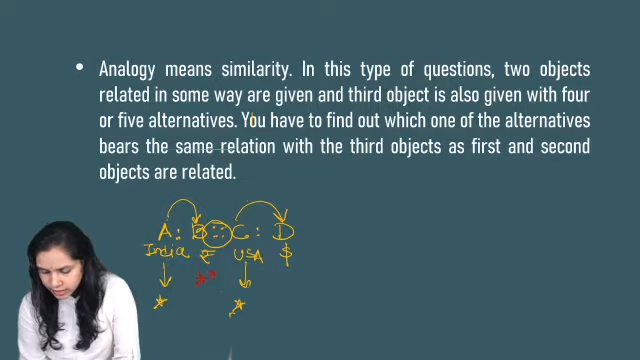 • Analogy means similarity. In this type of questions, two objects
related in some way are given and third object is also given with four
or five alternatives. You have to find out which one of the alternatives
bears the same relation with the third objects as first and second
objects are related.
A : B :: C : D
India ₹ USA $